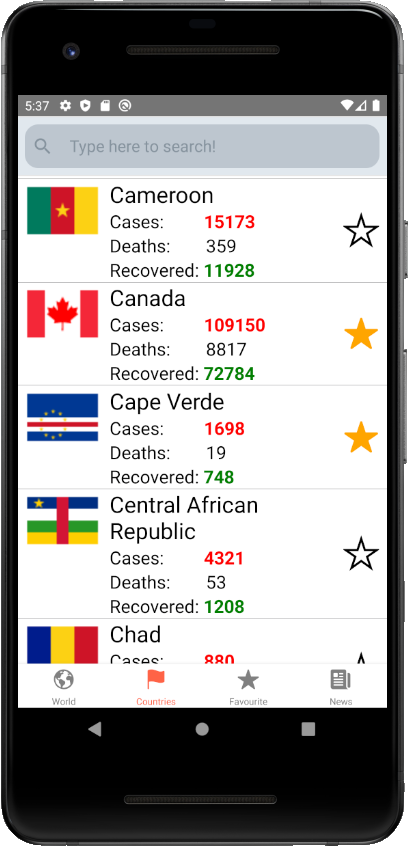 5:37
Type here to search!
Cameroon
Cases: 15173
Deaths: 359
Recovered: 11928
Canada
Cases: 109150
Deaths: 8817
Recovered: 72784
Cape Verde
Cases: 1698
Deaths: 19
Recovered: 748
Central African
Republic
Cases: 4321
Deaths: 53
Recovered: 1208
Chad
Cases: 880
World Countries Favourite News